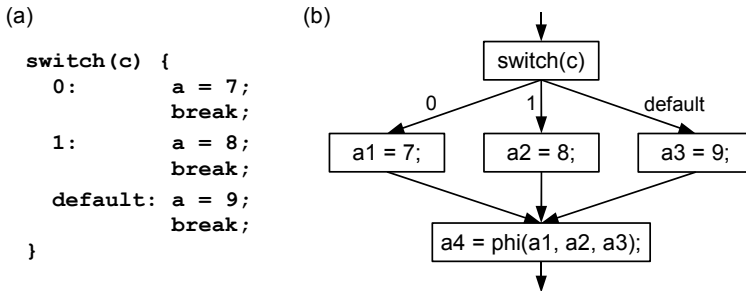 (a)
switch(c) {
0: a = 7;
break;
1: a = 8;
break;
default: a = 9;
break;
}
(b)
switch(c)
0
1
default
a1 = 7;
a2 = 8;
a3 = 9;
a4 = phi(a1, a2, a3);